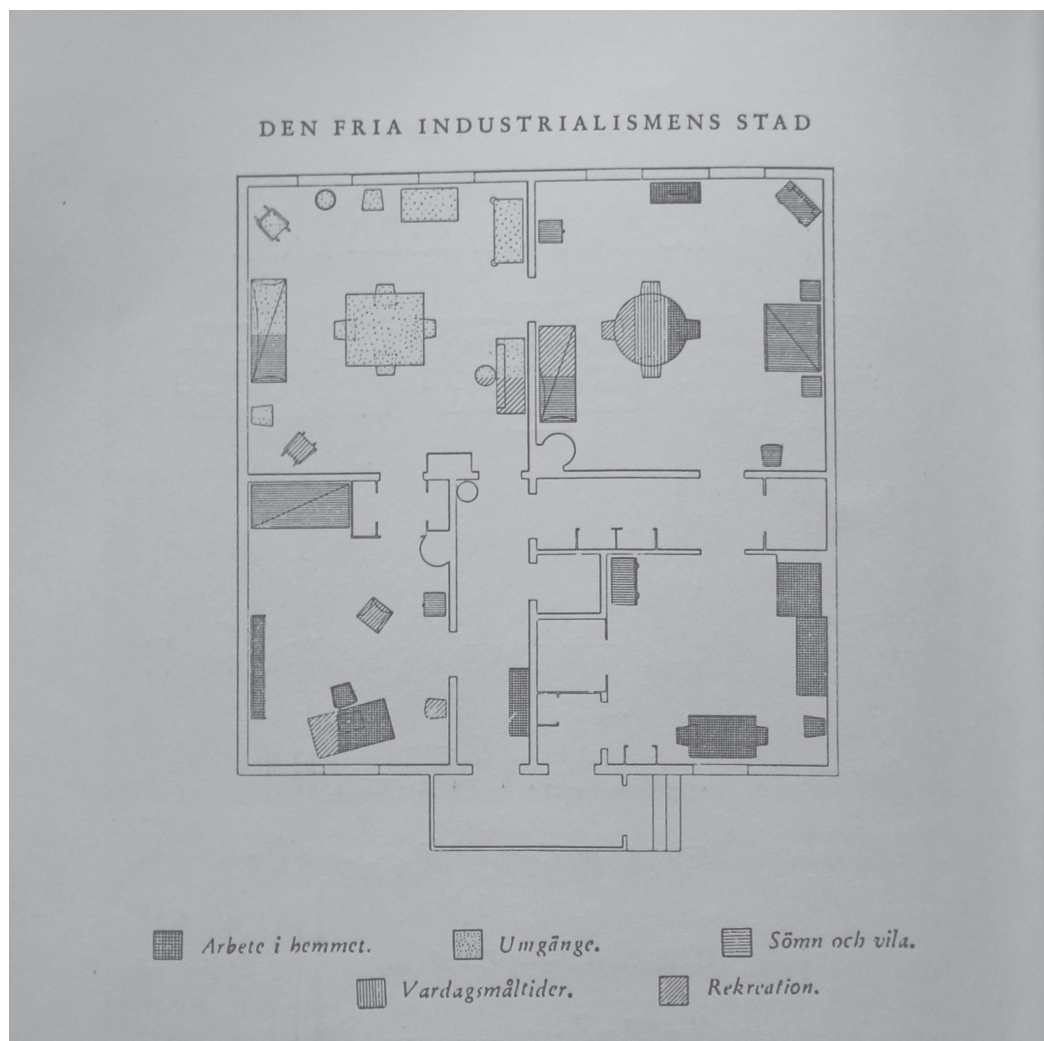 DEN FRIA INDUSTRIALISMENS STAD
Arbete i hemmet. Umgänge. Sömn och vila.
Vardagsmåltider. Rekreation.